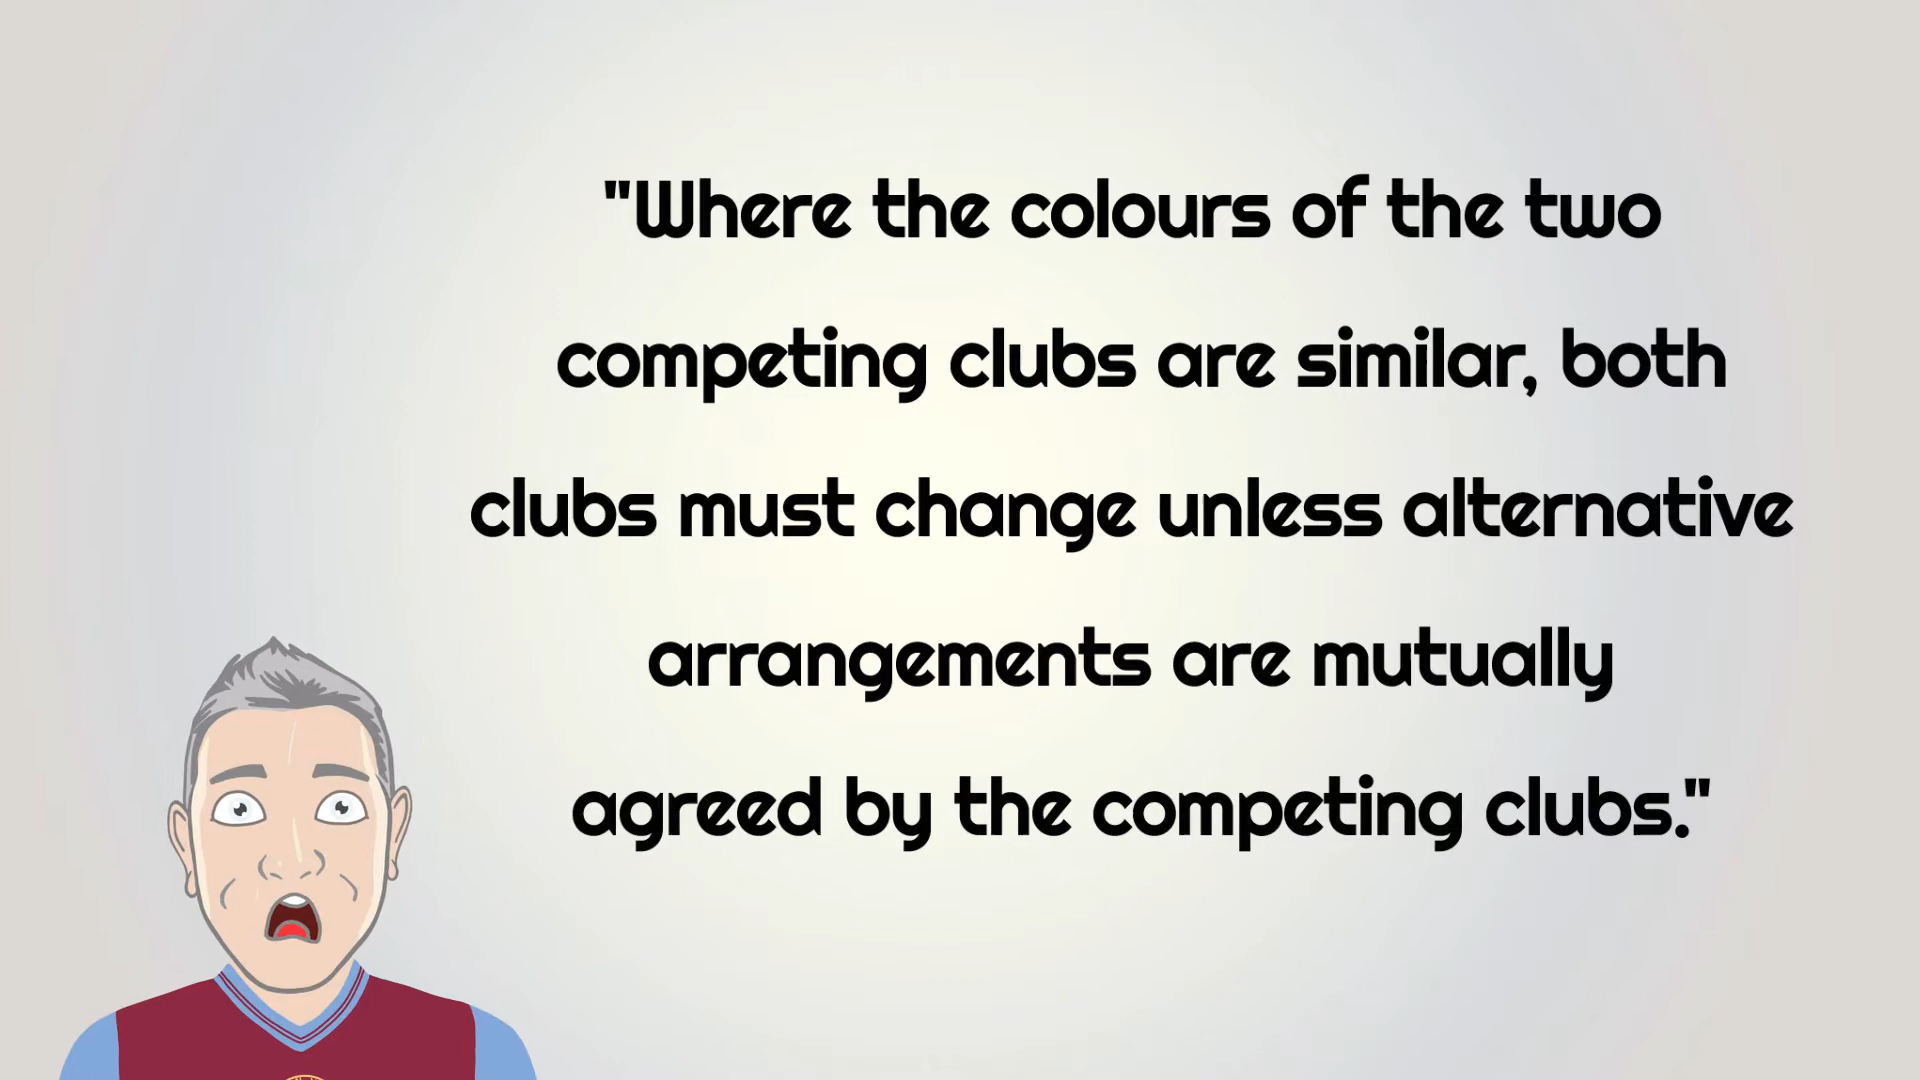 "Where the colours of the two
competing clubs are similar, both
clubs must change unless alternative
arrangements are mutually
agreed by the competing clubs."